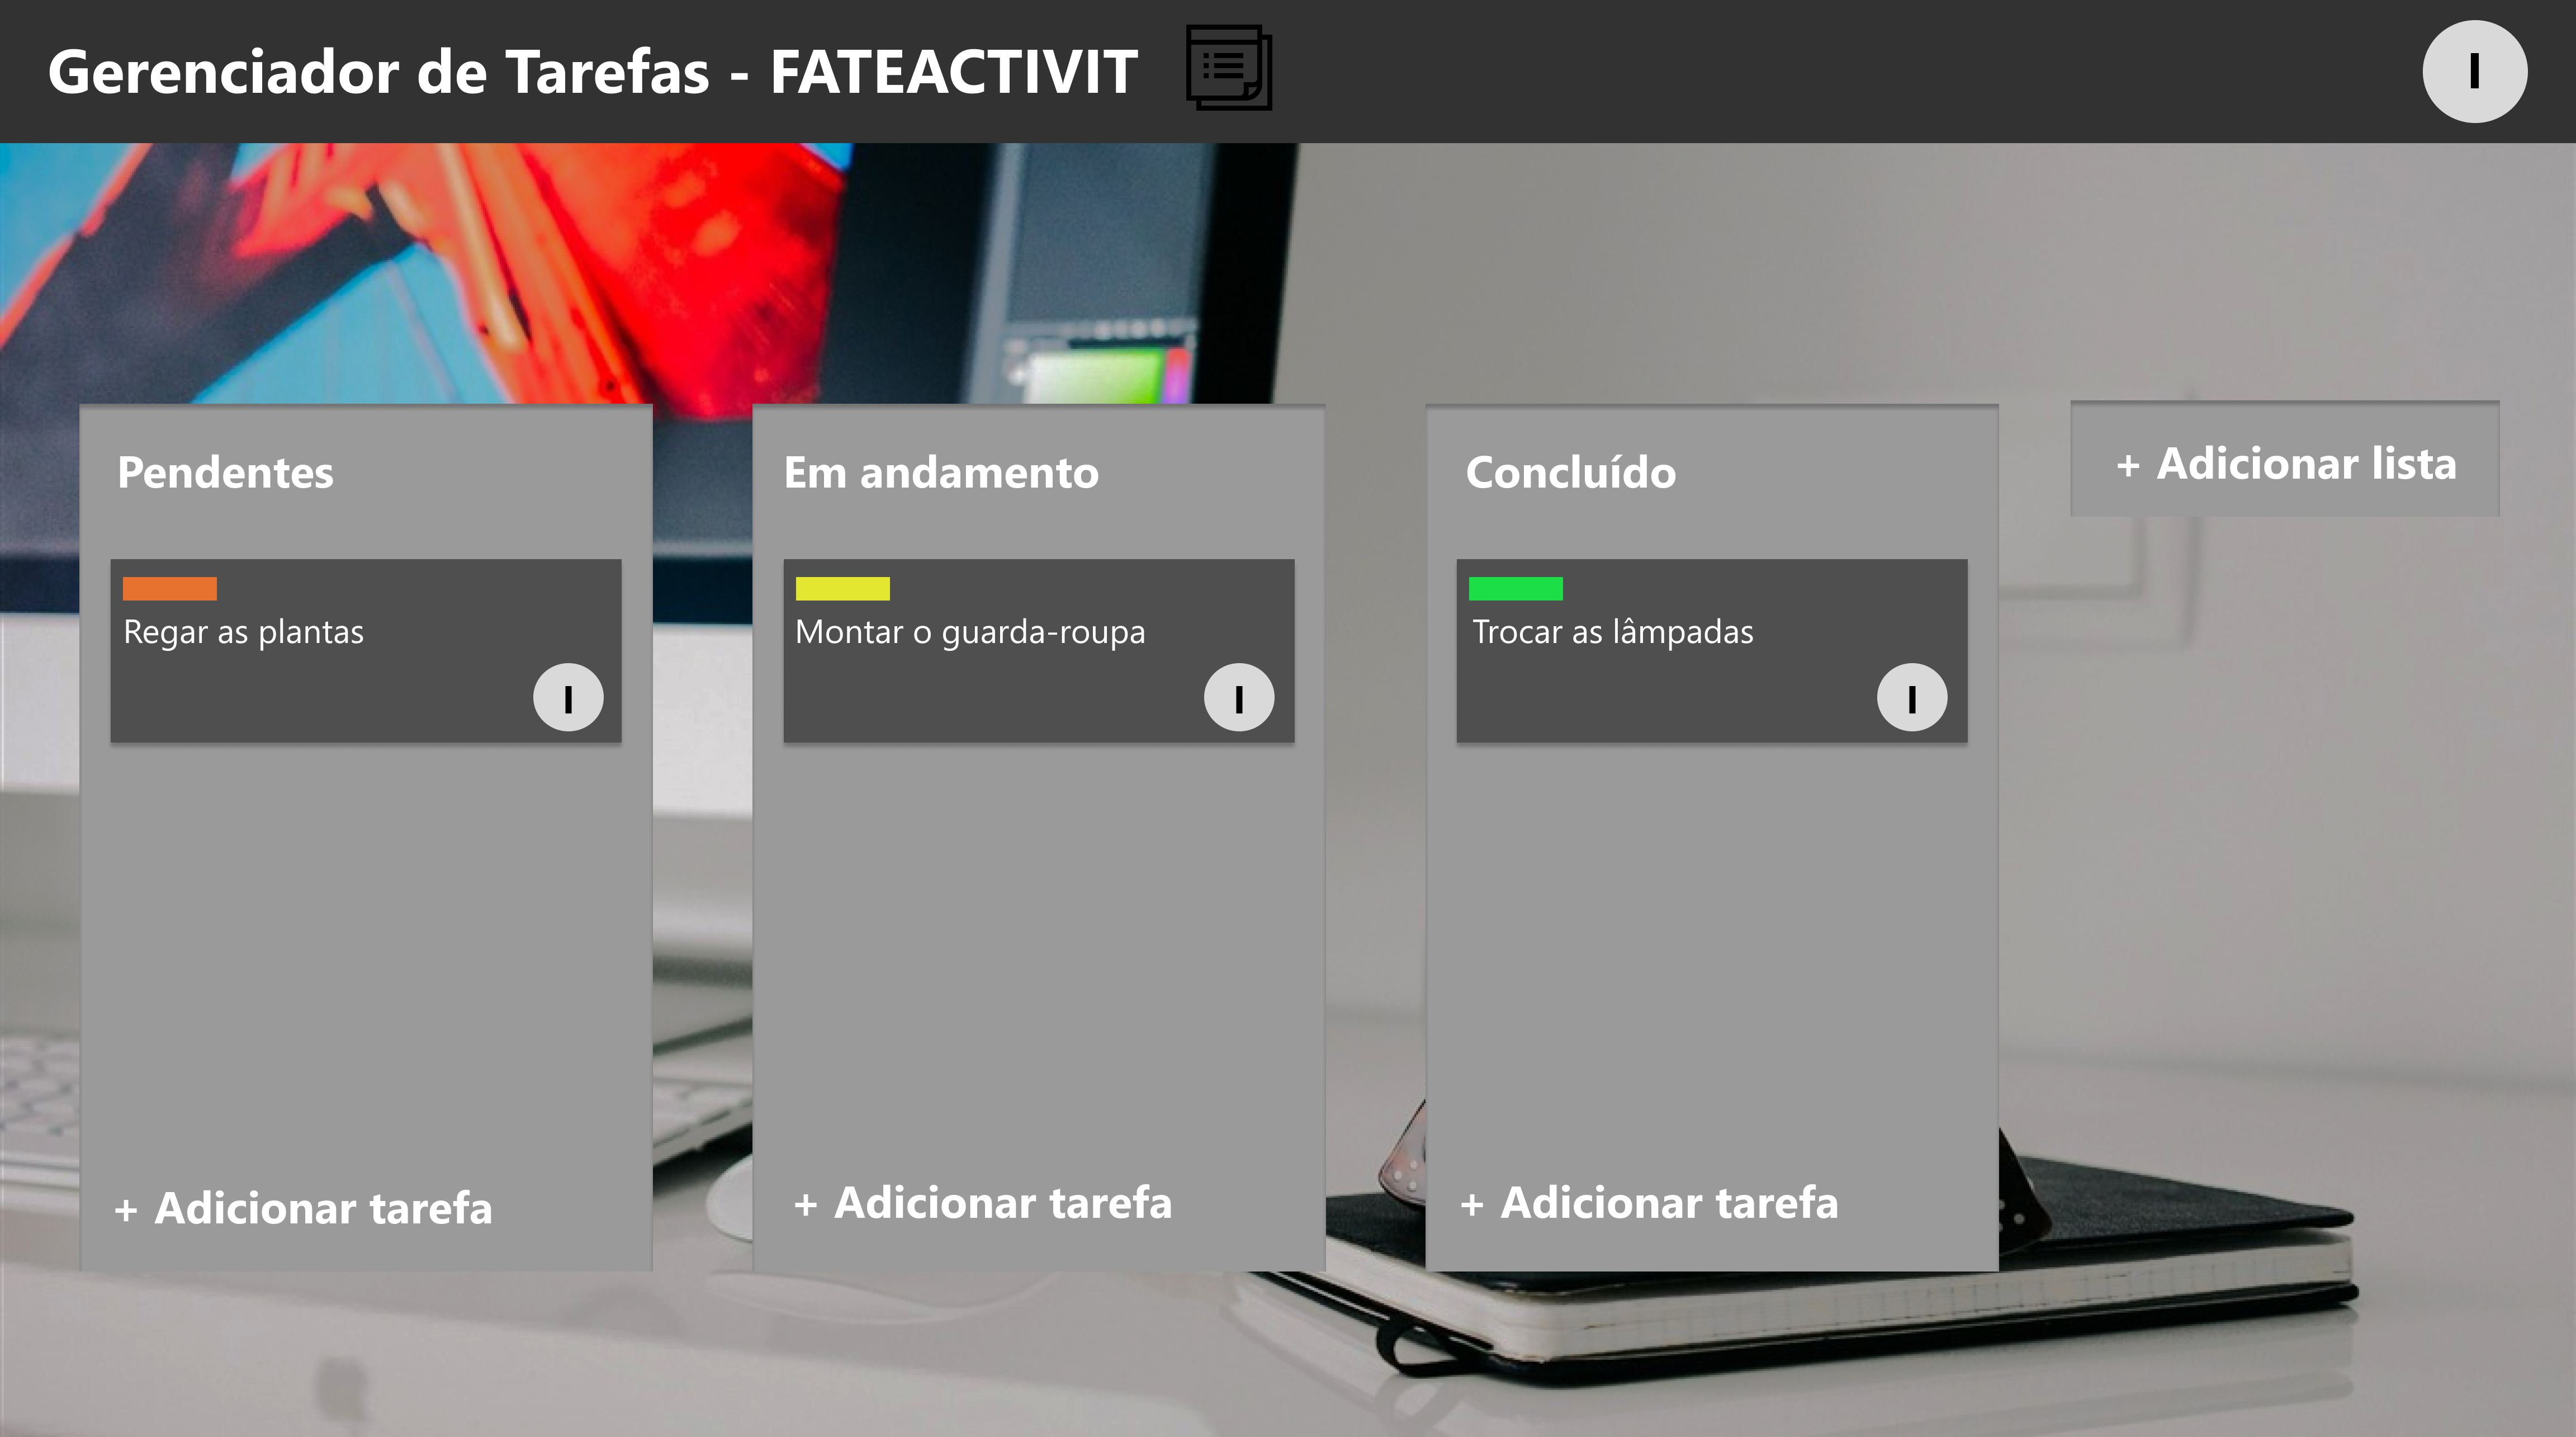 Gerenciador de Tarefas - FATEACTIVIT
I
Pendentes
Regar as plantas
I
+ Adicionar tarefa
Em andamento
Montar o guarda-roupa
I
+ Adicionar tarefa
Concluído
Trocar as lâmpadas
I
+ Adicionar tarefa
+ Adicionar lista